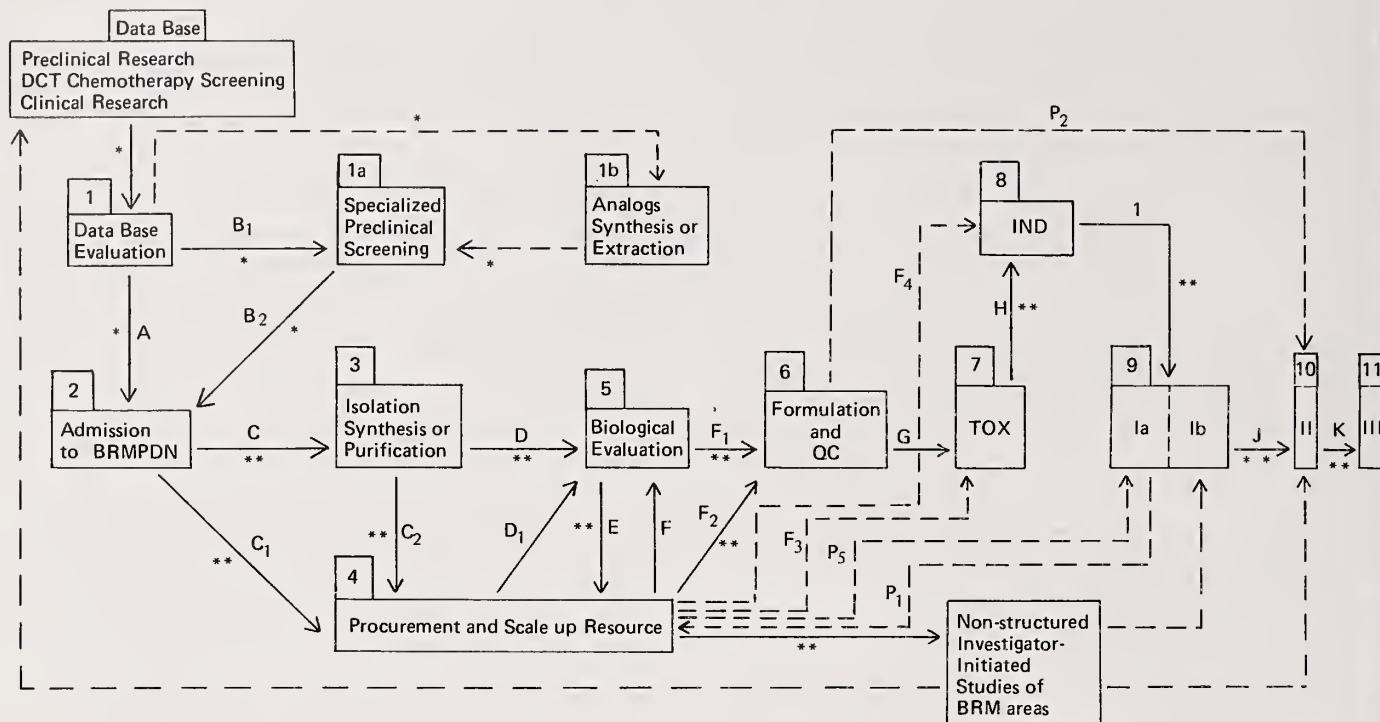 Data Base
Preclinical Research
DCT Chemotherapy Screening
Clinical Research
*
*
1
Data Base
Evaluation
B1
*
1a
Specialized
Preclinical
Screening
*
1b
Analogs
Synthesis or
Extraction
P2
8
IND
1
**
F4
H
**
* A
B2
*
2
Admission
to BRMPDN
C
**
3
Isolation
Synthesis or
Purification
D
**
5
Biological
Evaluation
F1
**
6
Formulation
and
QC
G
7
TOX
9
Ia
Ib
J
**
10
II
K
**
11
III
C1
**
** C2
D1
** E
F
F2
**
F3
P5
P1
4
Procurement and Scale up Resource
**
Non-structured
Investigator-
Initiated
Studies of
BRM areas